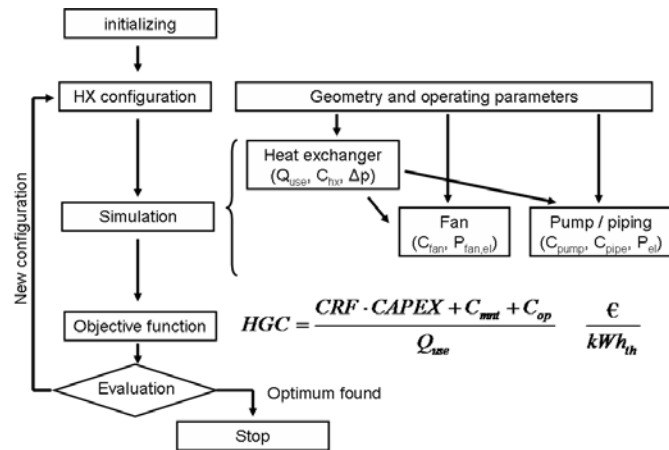 initializing
HX configuration
Geometry and operating parameters
Heat exchanger
(Q_use, C_hx, Δp)
Simulation
Fan
(C_fan, P_fan,el)
Pump / piping
(C_pump, C_pipe, P_el)
New configuration
Objective function
HGC = (CRF · CAPEX + C_mnt + C_op) / Q_use € / kWh_th
Evaluation
Optimum found
Stop